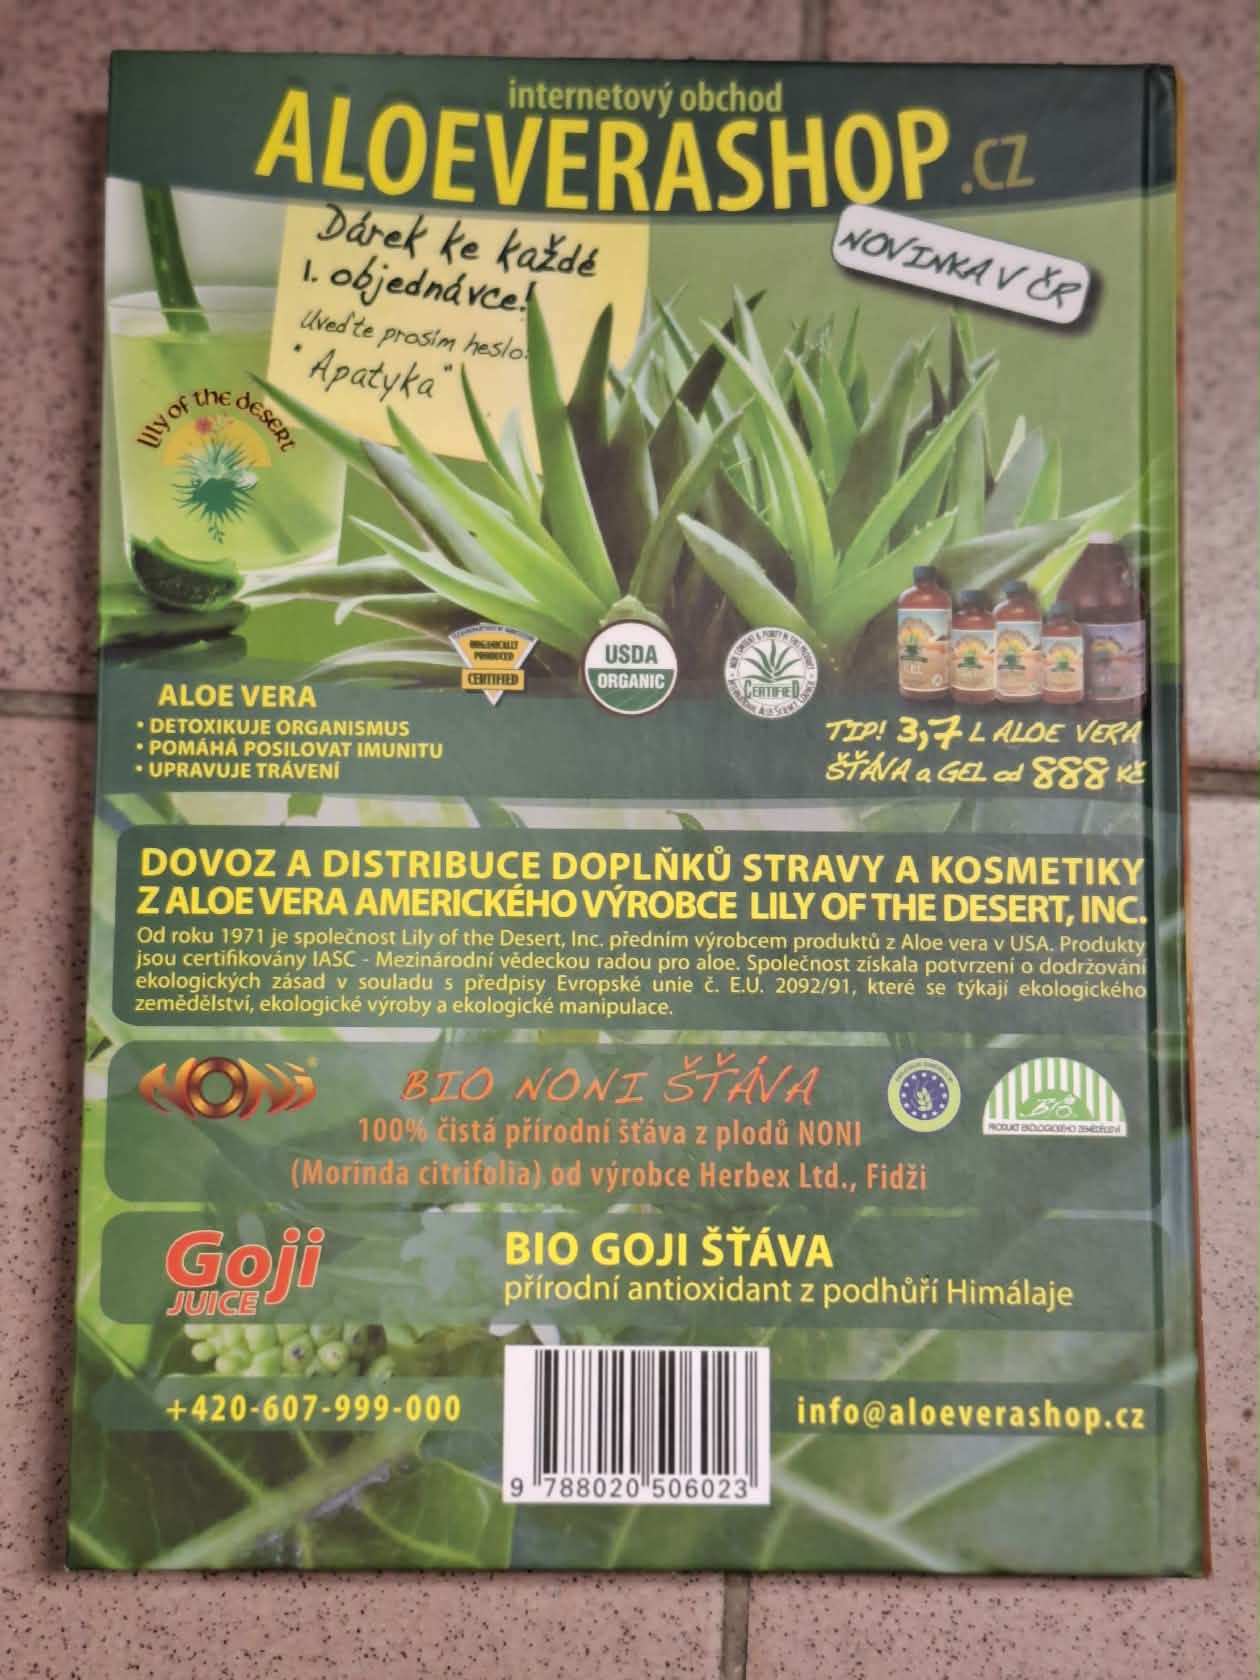 internetový obchod
ALOEVERASHOP.CZ
Dárek ke každé
1. objednávce!
Uveďte prosím heslo:
"Apatyka"
NOVINKA V ČR
lily of the desert
ORGANICALLY
PRODUCED
CERTIFIED
USDA
ORGANIC
CERTIFIED
ALOE VERA
• DETOXIKUJE ORGANISMUS
• POMÁHÁ POSILOVAT IMUNITU
• UPRAVUJE TRÁVENÍ
TIP! 3,7 L ALOE VERA
ŠŤÁVA a GEL od 888 Kč
DOVOZ A DISTRIBUCE DOPLŇKŮ STRAVY A KOSMETIKY
Z ALOE VERA AMERICKÉHO VÝROBCE LILY OF THE DESERT, INC.
Od roku 1971 je společnost Lily of the Desert, Inc. předním výrobcem produktů z Aloe vera v USA. Produkty
jsou certifikovány IASC - Mezinárodní vědeckou radou pro aloe. Společnost získala potvrzení o dodržování
ekologických zásad v souladu s předpisy Evropské unie č. E.U. 2092/91, které se týkají ekologického
zemědělství, ekologické výroby a ekologické manipulace.
NONi®
BIO NONI ŠŤÁVA
100% čistá přírodní šťáva z plodů NONI
(Morinda citrifolia) od výrobce Herbex Ltd., Fidži
BIO
PRODUKT EKOLOGICKÉHO ZEMĚDĚLSTVÍ
Goji
JUICE
BIO GOJI ŠŤÁVA
přírodní antioxidant z podhůří Himálaje
+420-607-999-000
info@aloeverashop.cz
9 788020 506023